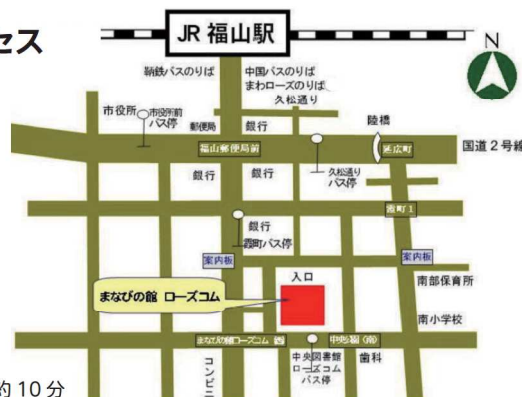 セス
JR 福山駅
N
鞆鉄バスのりば
中国バスのりば
まわローズのりば
久松通り
市役所
市役所前
バス停
郵便局
銀行
陸橋
福山郵便局前
延広町
国道２号線
銀行
銀行
久松通り
バス停
霞町1
銀行
霞町バス停
案内板
案内板
入口
まなびの館 ローズコム
南部保育所
南小学校
まなびの館ローズコム 西
中央図書館
ローズコム
バス停
歯科
コンビニ
約 10 分